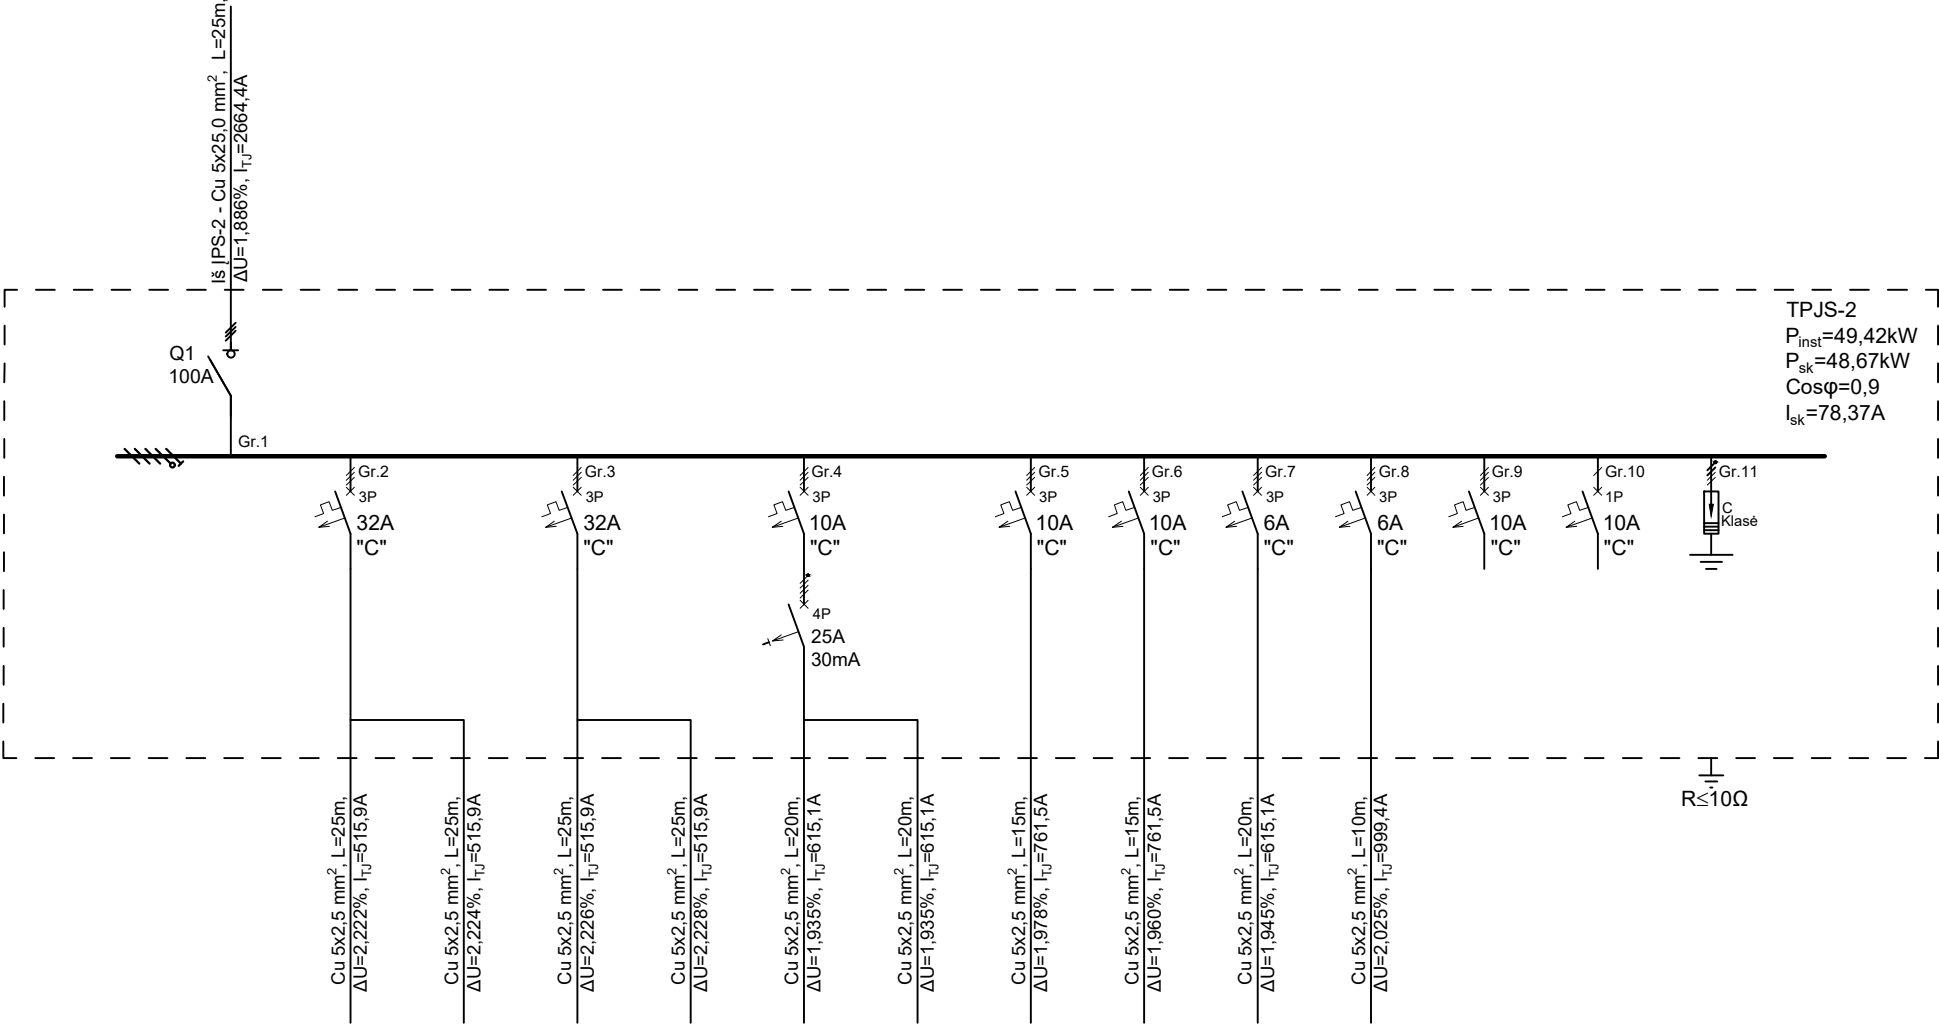 Iš ĮPS-2 - Cu 5x25,0 mm², L=25m,
ΔU=1,886%, I_TJ=2664,4A
TPJS-2
P_inst=49,42kW
P_sk=48,67kW
Cosφ=0,9
I_sk=78,37A
Q1
100A
Gr.1
Gr.2
3P
32A
"C"
Gr.3
3P
32A
"C"
Gr.4
3P
10A
"C"
4P
25A
30mA
Gr.5
3P
10A
"C"
Gr.6
3P
10A
"C"
Gr.7
3P
6A
"C"
Gr.8
3P
6A
"C"
Gr.9
3P
10A
"C"
Gr.10
1P
10A
"C"
Gr.11
C
Klasė
R≤10Ω
Cu 5x2,5 mm², L=25m,
ΔU=2,222%, I_TJ=515,9A
Cu 5x2,5 mm², L=25m,
ΔU=2,224%, I_TJ=515,9A
Cu 5x2,5 mm², L=25m,
ΔU=2,226%, I_TJ=515,9A
Cu 5x2,5 mm², L=25m,
ΔU=2,228%, I_TJ=515,9A
Cu 5x2,5 mm², L=20m,
ΔU=1,935%, I_TJ=615,1A
Cu 5x2,5 mm², L=20m,
ΔU=1,935%, I_TJ=615,1A
Cu 5x2,5 mm², L=15m,
ΔU=1,978%, I_TJ=761,5A
Cu 5x2,5 mm², L=15m,
ΔU=1,960%, I_TJ=761,5A
Cu 5x2,5 mm², L=20m,
ΔU=1,945%, I_TJ=615,1A
Cu 5x2,5 mm², L=10m,
ΔU=2,025%, I_TJ=999,4A